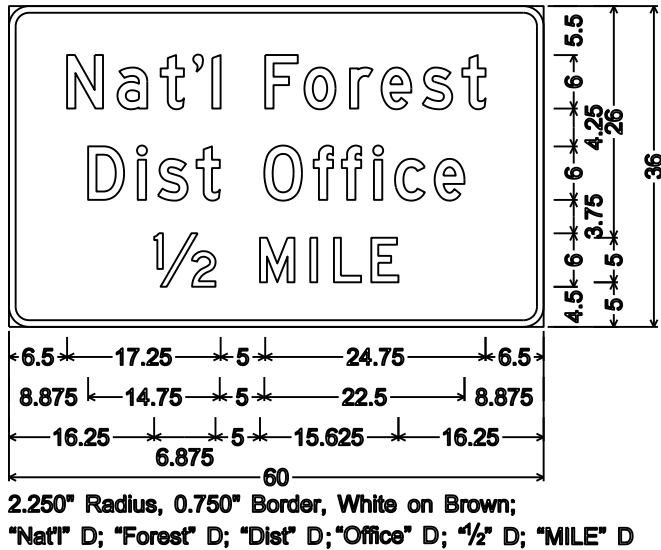 Nat'l Forest
Dist Office
½ MILE
5.5
6
4.25
6
3.75
6
4.5
26
5
5
36
6.5 17.25 5 24.75 6.5
8.875 14.75 5 22.5 8.875
16.25 6.875 5 15.625 16.25
60
2.250" Radius, 0.750" Border, White on Brown;
"Nat'l" D; "Forest" D; "Dist" D; "Office" D; "½" D; "MILE" D